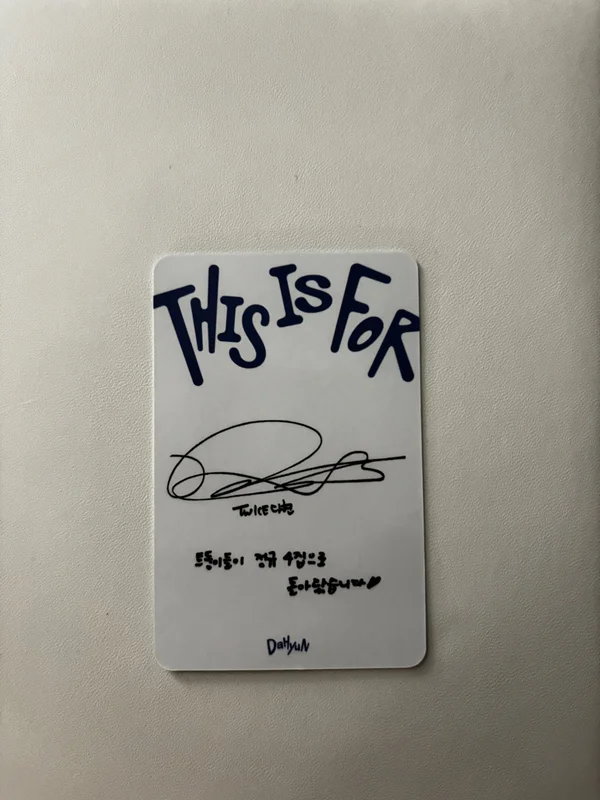 THIS IS FOR
TWICE 다현
트둥이들이 정규 4집으로
돌아왔습니다♡
DaHyuN